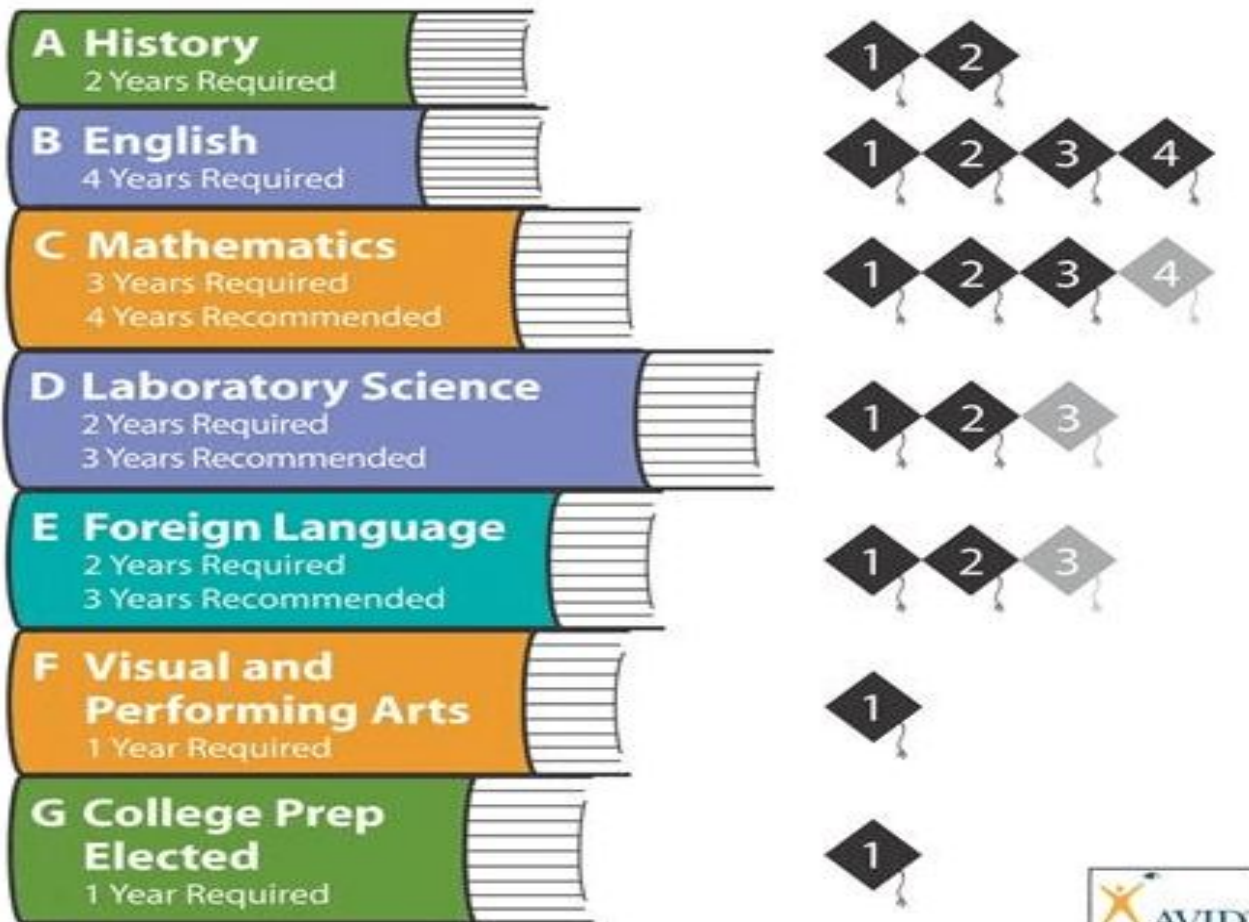 A History
2 Years Required
1 2
B English
4 Years Required
1 2 3 4
C Mathematics
3 Years Required
4 Years Recommended
1 2 3 4
D Laboratory Science
2 Years Required
3 Years Recommended
1 2 3
E Foreign Language
2 Years Required
3 Years Recommended
1 2 3
F Visual and
Performing Arts
1 Year Required
1
G College Prep
Elected
1 Year Required
1
AVID